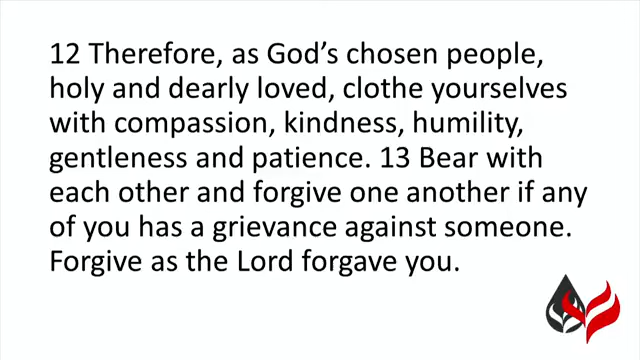 12 Therefore, as God’s chosen people,
holy and dearly loved, clothe yourselves
with compassion, kindness, humility,
gentleness and patience. 13 Bear with
each other and forgive one another if any
of you has a grievance against someone.
Forgive as the Lord forgave you.